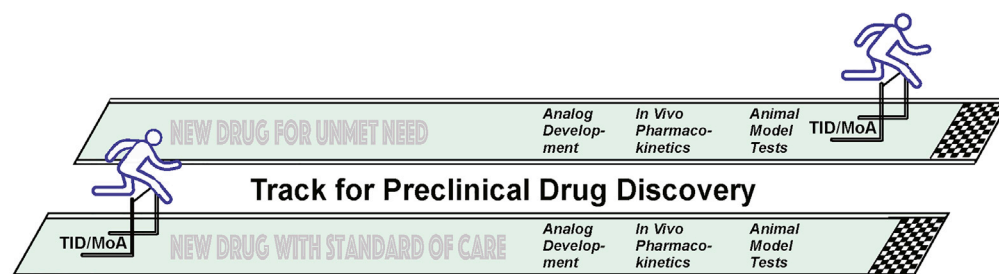 NEW DRUG FOR UNMET NEED
Analog
Develop-
ment
In Vivo
Pharmaco-
kinetics
Animal
Model
Tests
TID/MoA
Track for Preclinical Drug Discovery
TID/MoA
NEW DRUG WITH STANDARD OF CARE
Analog
Develop-
ment
In Vivo
Pharmaco-
kinetics
Animal
Model
Tests